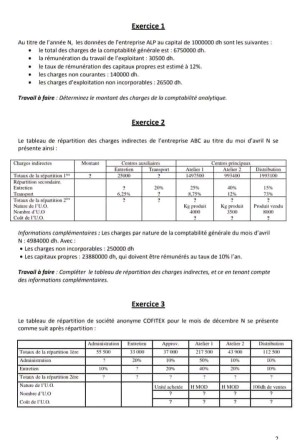 Exercice 1
Au titre de l'année N, les données de l'entreprise ALP au capital de 1000000 dh sont les suivantes :
• le total des charges de la comptabilité générale est : 6750000 dh.
• la rémunération du travail de l'exploitant : 30500 dh.
• le taux de rémunération des capitaux propres est estimé à 12%.
• les charges non courantes : 140000 dh.
• les charges d'exploitation non incorporables : 26500 dh.
Travail à faire : Déterminez le montant des charges de la comptabilité analytique.
Exercice 2
Le tableau de répartition des charges indirectes de l'entreprise ABC au titre du mois d'avril N se
présente ainsi :
Charges indirectes Montant Centres auxiliaires Centres principaux
Entretien Transport Atelier 1 Atelier 2 Distribution
Totaux de la répartition 1ère ? 25000 ? 1497500 993400 1993100
Répartition secondaire
Entretien ? 20% 25% 40% 15%
Transport 6,25% ? 8,75% 12% 73%
Totaux de la répartition 2ère ? ? ? ? ? ?
Nature de l'U.O. Kg produit Kg produit Produit vendu
Nombre d'U.O 4000 3500 8000
Coût de l'U.O. ? ? ?
Informations complémentaires : Les charges par nature de la comptabilité générale du mois d'avril
N : 4984000 dh. Avec :
• Les charges non incorporables : 250000 dh
• Les capitaux propres : 23880000 dh, qui doivent être rémunérés au taux de 10% l'an.
Travail à faire : Compléter le tableau de répartition des charges indirectes, et ce en tenant compte
des informations complémentaires.
Exercice 3
Le tableau de répartition de société anonyme COFITEX pour le mois de décembre N se présente
comme suit après répartition :
Administration Entretien Approv. Atelier 1 Atelier 2 Distribution
Totaux de la répartition 1ère 55 500 33 000 37 000 217 500 43 900 112 500
Administration ? 20% 10% 50% 10% 10%
Entretien 10% ? 20% 40% 20% 10%
Totaux de la répartition 2ère ? ? ? ? ? ?
Nature de l'U.O Unité achetée H MOD H MOD 100dh de ventes
Nombre d'U.O ? ? ? ?
Coût de l'U.O. ? ? ? ?
2